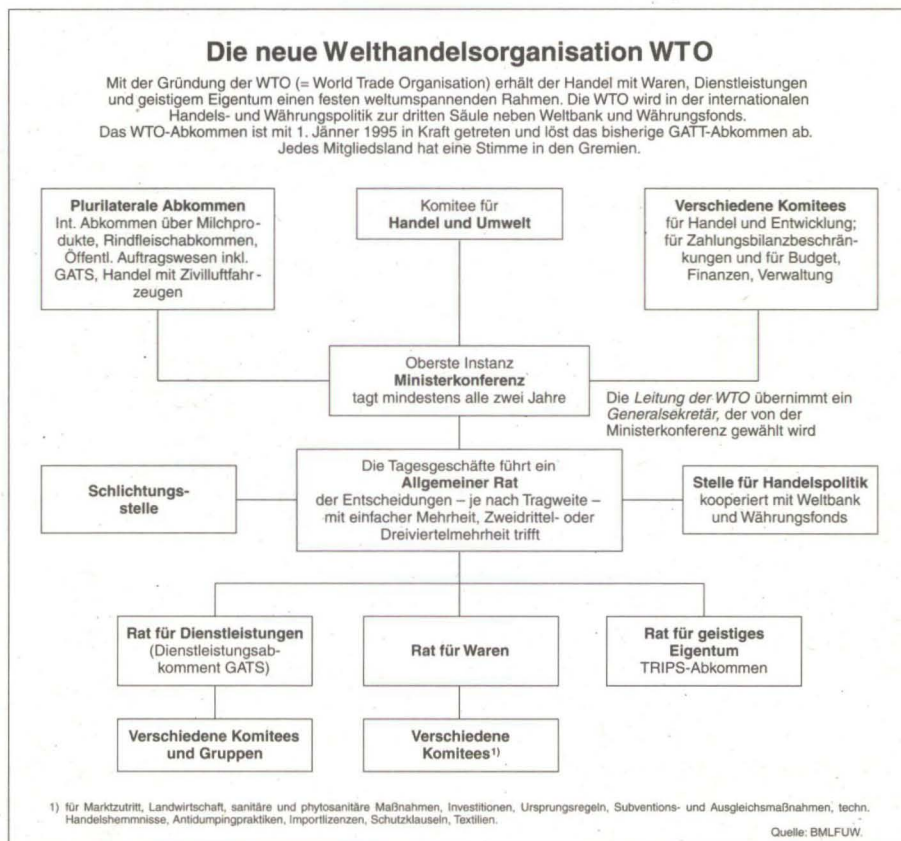 Die neue Welthandelsorganisation WTO
Mit der Gründung der WTO (= World Trade Organisation) erhält der Handel mit Waren, Dienstleistungen
und geistigem Eigentum einen festen weltumspannenden Rahmen. Die WTO wird in der internationalen
Handels- und Währungspolitik zur dritten Säule neben Weltbank und Währungsfonds.
Das WTO-Abkommen ist mit 1. Jänner 1995 in Kraft getreten und löst das bisherige GATT-Abkommen ab.
Jedes Mitgliedsland hat eine Stimme in den Gremien.
Plurilaterale Abkommen
Int. Abkommen über Milchpro-
dukte, Rindfleischabkommen,
Öffentl. Auftragswesen inkl.
GATS, Handel mit Zivilluftfahr-
zeugen
Komitee für
Handel und Umwelt
Verschiedene Komitees
für Handel und Entwicklung;
für Zahlungsbilanzbeschrän-
kungen und für Budget,
Finanzen, Verwaltung
Oberste Instanz
Ministerkonferenz
tagt mindestens alle zwei Jahre
Die Leitung der WTO übernimmt ein
Generalsekretär, der von der
Ministerkonferenz gewählt wird
Schlichtungs-
stelle
Die Tagesgeschäfte führt ein
Allgemeiner Rat
der Entscheidungen – je nach Tragweite –
mit einfacher Mehrheit, Zweidrittel- oder
Dreiviertelmehrheit trifft
Stelle für Handelspolitik
kooperiert mit Weltbank
und Währungsfonds
Rat für Dienstleistungen
(Dienstleistungsab-
komment GATS)
Rat für Waren
Rat für geistiges
Eigentum
TRIPS-Abkommen
Verschiedene Komitees
und Gruppen
Verschiedene
Komitees1)
1) für Marktzutritt, Landwirtschaft, sanitäre und phytosanitäre Maßnahmen, Investitionen, Ursprungsregeln, Subventions- und Ausgleichsmaßnahmen, techn.
Handelshemmnisse, Antidumpingpraktiken, Importlizenzen, Schutzklauseln, Textilien.
Quelle: BMLFUW.